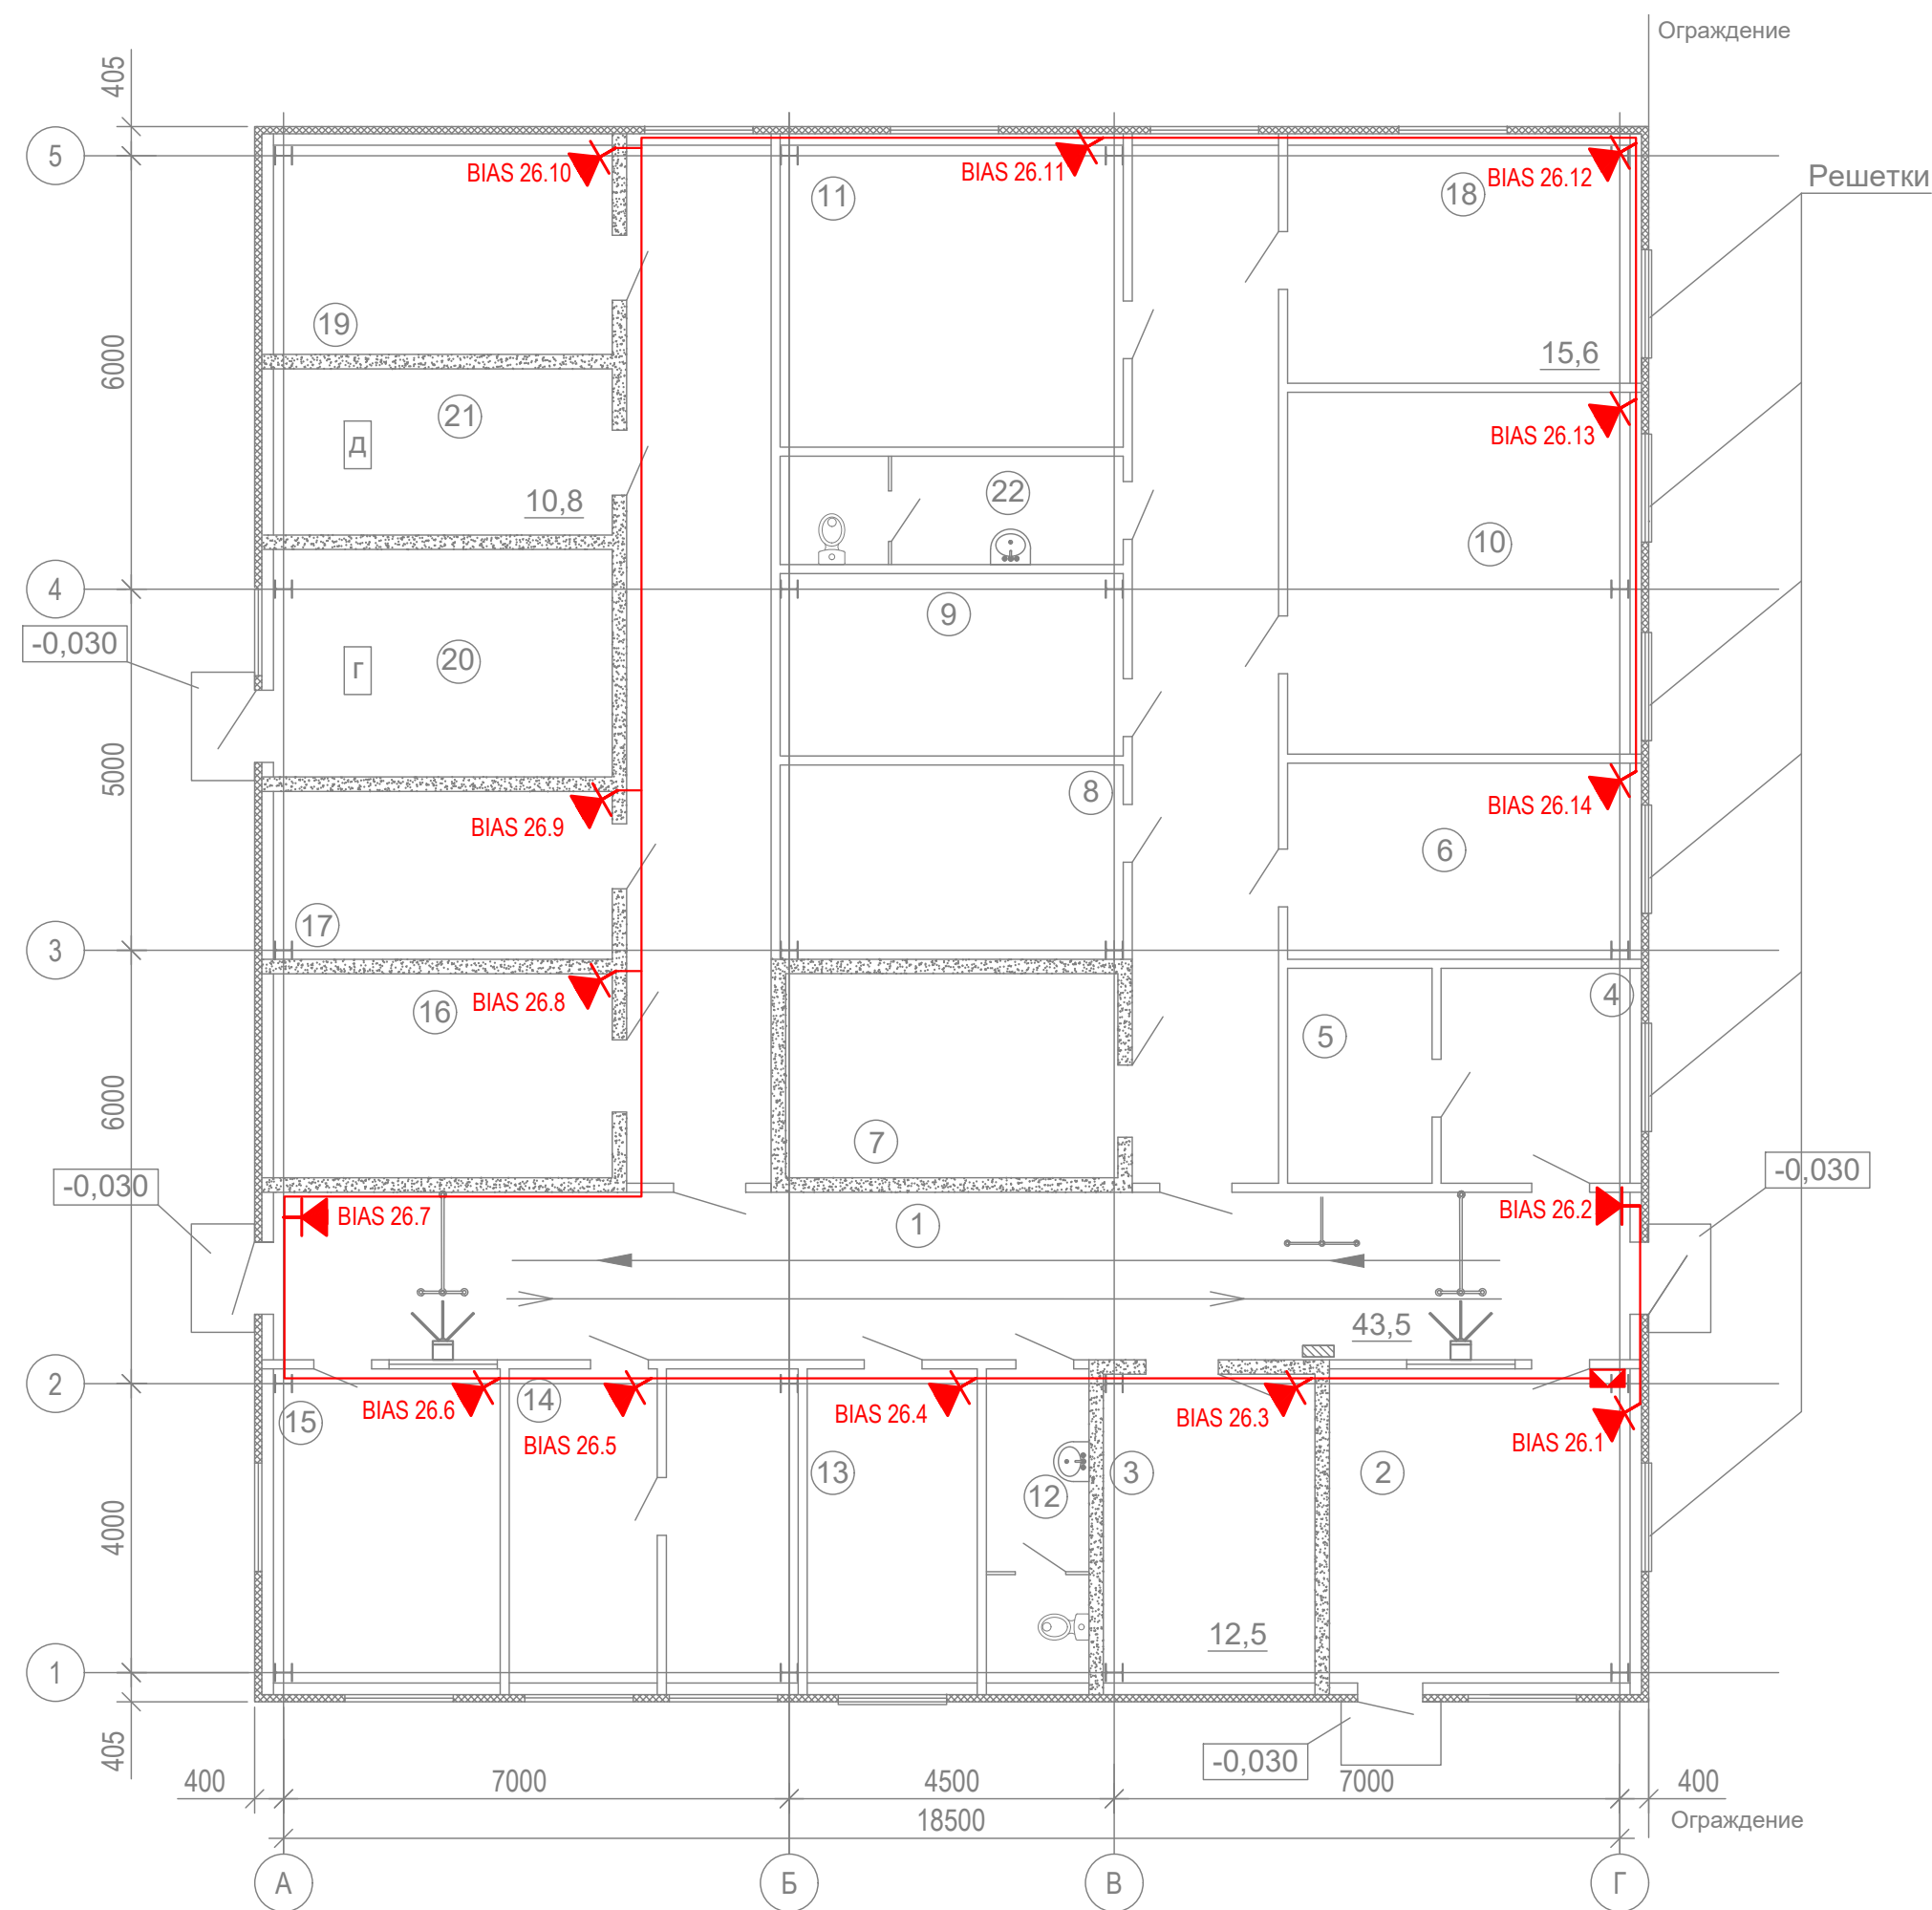 Ограждение
405
5
BIAS 26.10
BIAS 26.11
BIAS 26.12
Решетки
11
18
19
6000
15,6
21
Д
10,8
BIAS 26.13
22
10
4
-0,030
9
20
Г
5000
8
BIAS 26.14
BIAS 26.9
6
17
3
16
BIAS 26.8
4
5
6000
7
-0,030
-0,030
BIAS 26.7
1
BIAS 26.2
43,5
2
BIAS 26.6
14
BIAS 26.4
BIAS 26.3
15
BIAS 26.5
BIAS 26.1
13
3
2
12
4000
12,5
1
405
-0,030
400
7000
4500
7000
400
18500
Ограждение
А
Б
В
Г